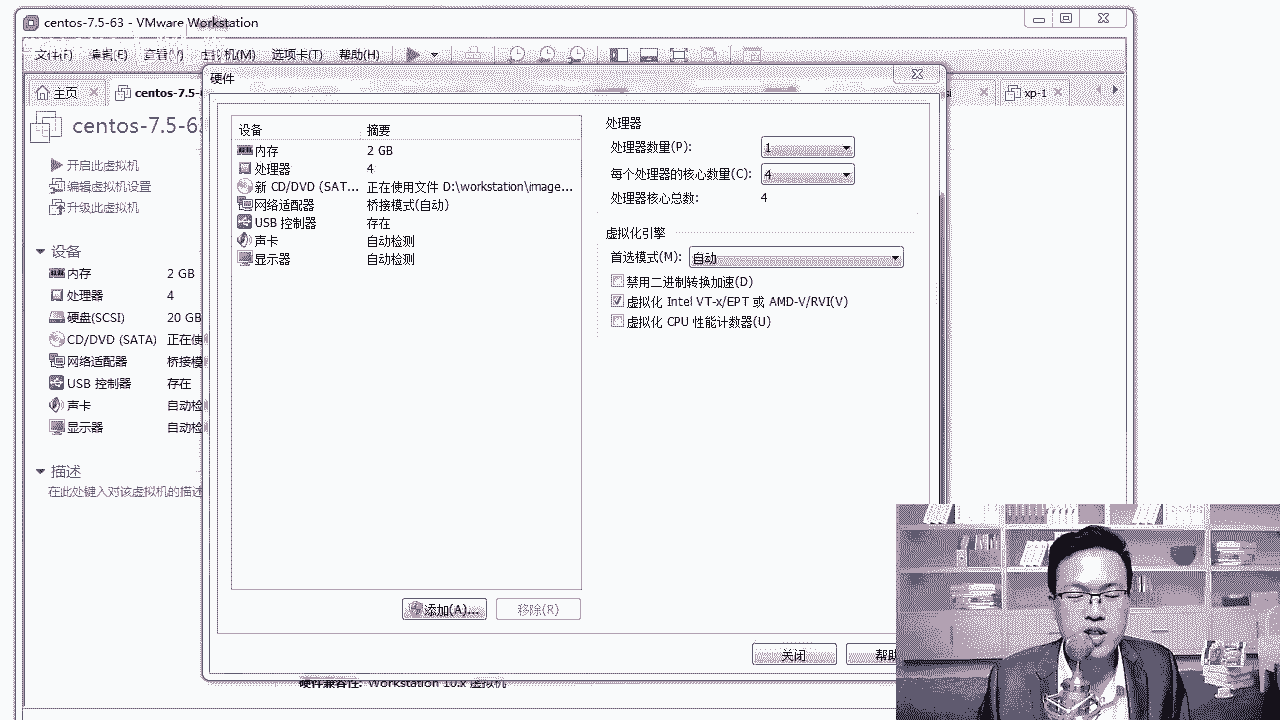 centos-7.5-63 - VMware Workstation
文件(F) 编辑(E) 查看(V) 虚拟机(M) 选项卡(T) 帮助(H)
主页 centos-7.5- xp-1
硬件
centos-7.5-63
开启此虚拟机
编辑虚拟机设置
升级此虚拟机
设备
内存 2 GB
处理器 4
硬盘(SCSI) 20 GB
CD/DVD (SATA) 正在使
网络适配器 桥接模
USB 控制器 存在
声卡 自动检
显示器 自动检
描述
在此处键入对该虚拟机的描述
设备 摘要
内存 2 GB
处理器 4
新 CD/DVD (SAT... 正在使用文件 D:\workstation\image...
网络适配器 桥接模式(自动)
USB 控制器 存在
声卡 自动检测
显示器 自动检测
添加(A)... 移除(R)
处理器
处理器数量(P): 1
每个处理器的核心数量(C): 4
处理器核心总数: 4
虚拟化引擎
首选模式(M): 自动
禁用二进制转换加速(D)
虚拟化 Intel VT-x/EPT 或 AMD-V/RVI(V)
虚拟化 CPU 性能计数器(U)
关闭 帮助
硬件兼容性: Workstation 10.x 虚拟机